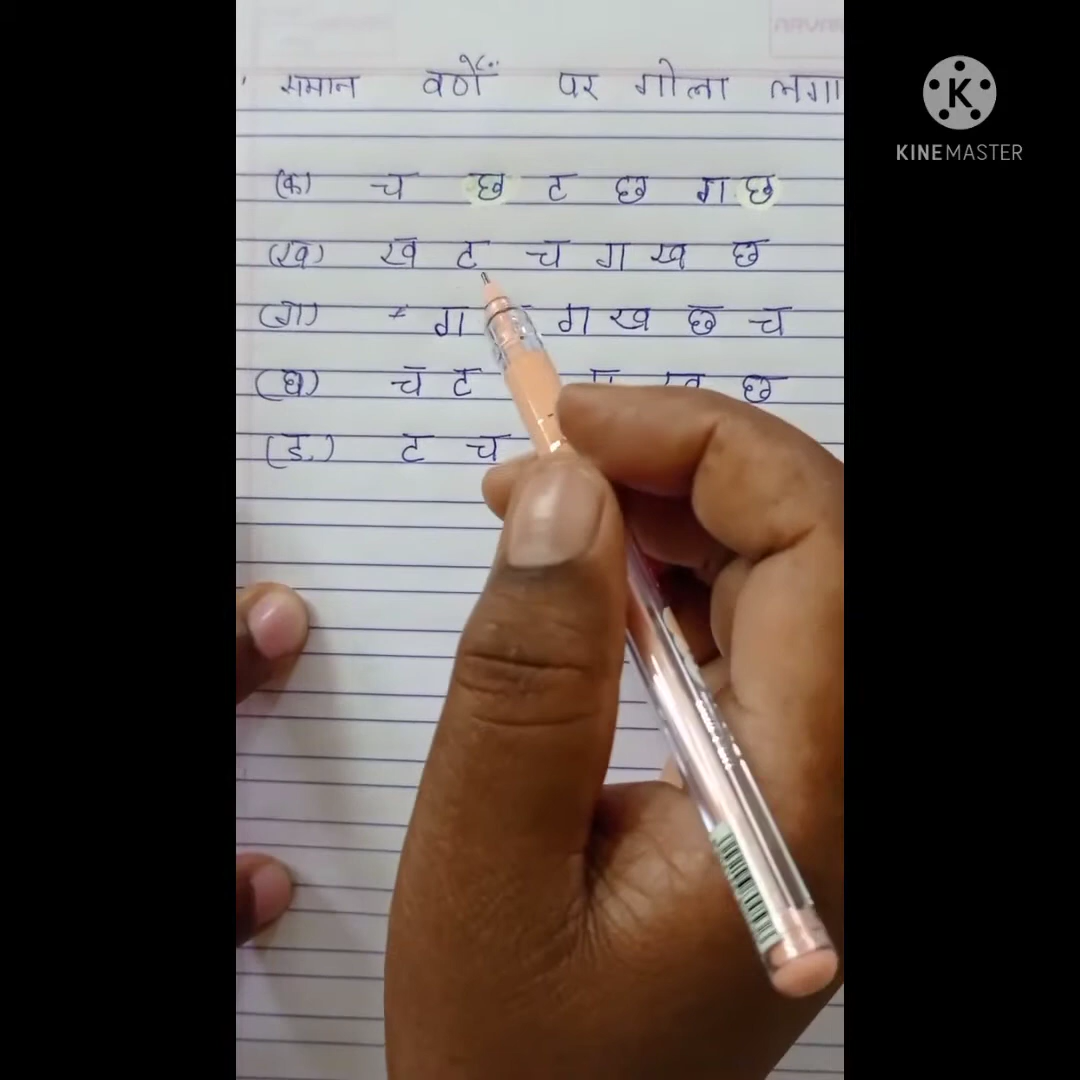 समान वर्णों पर गोला लगा
(क) च छ ट छ ग छ
(ख) ख ट च ग ख छ
(ग) ग ग ख छ च
(घ) च ट छ
(ङ) ट च
KINEMASTER